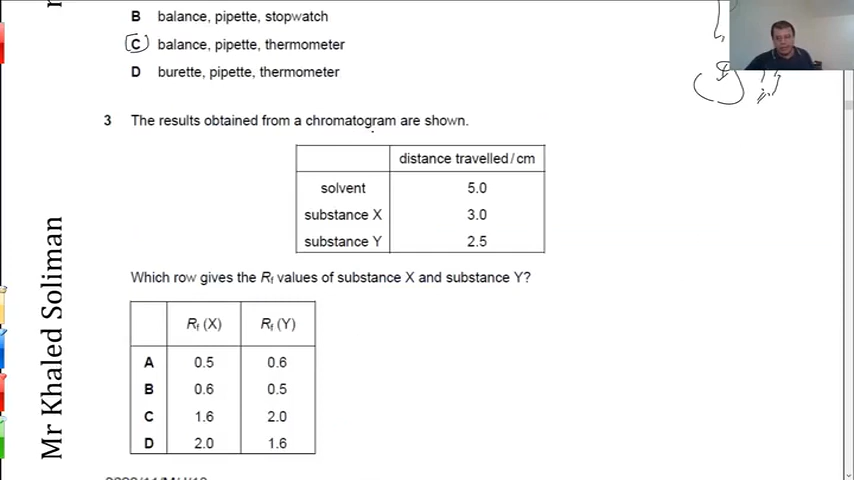 B balance, pipette, stopwatch
C balance, pipette, thermometer
D burette, pipette, thermometer
3 The results obtained from a chromatogram are shown.
distance travelled / cm
solvent 5.0
substance X 3.0
substance Y 2.5
Which row gives the Rf values of substance X and substance Y?
Rf (X) Rf (Y)
A 0.5 0.6
B 0.6 0.5
C 1.6 2.0
D 2.0 1.6
Mr Khaled Soliman